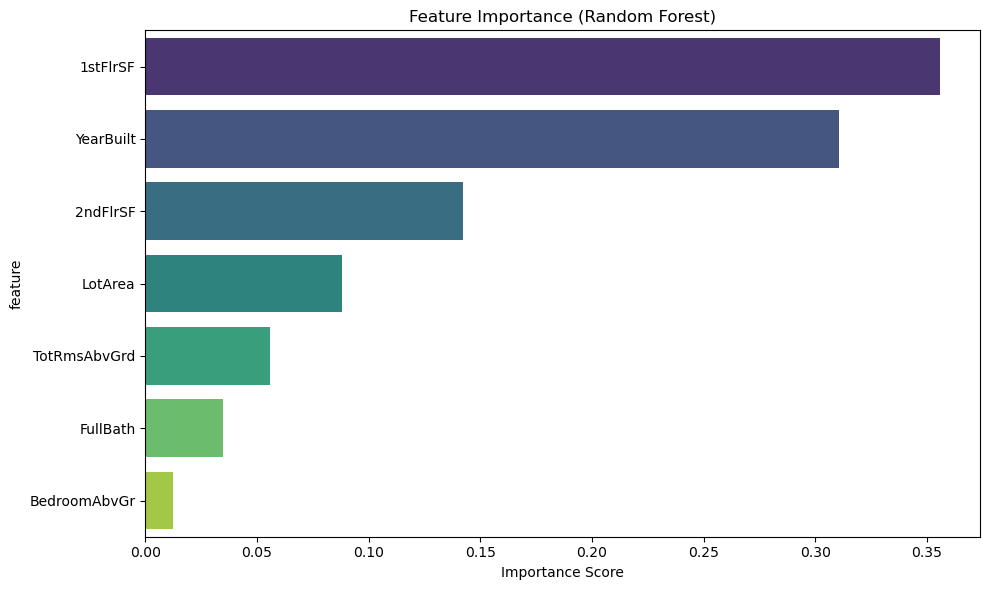 Feature Importance (Random Forest)
feature
1stFlrSF
YearBuilt
2ndFlrSF
LotArea
TotRmsAbvGrd
FullBath
BedroomAbvGr
0.00 0.05 0.10 0.15 0.20 0.25 0.30 0.35
Importance Score